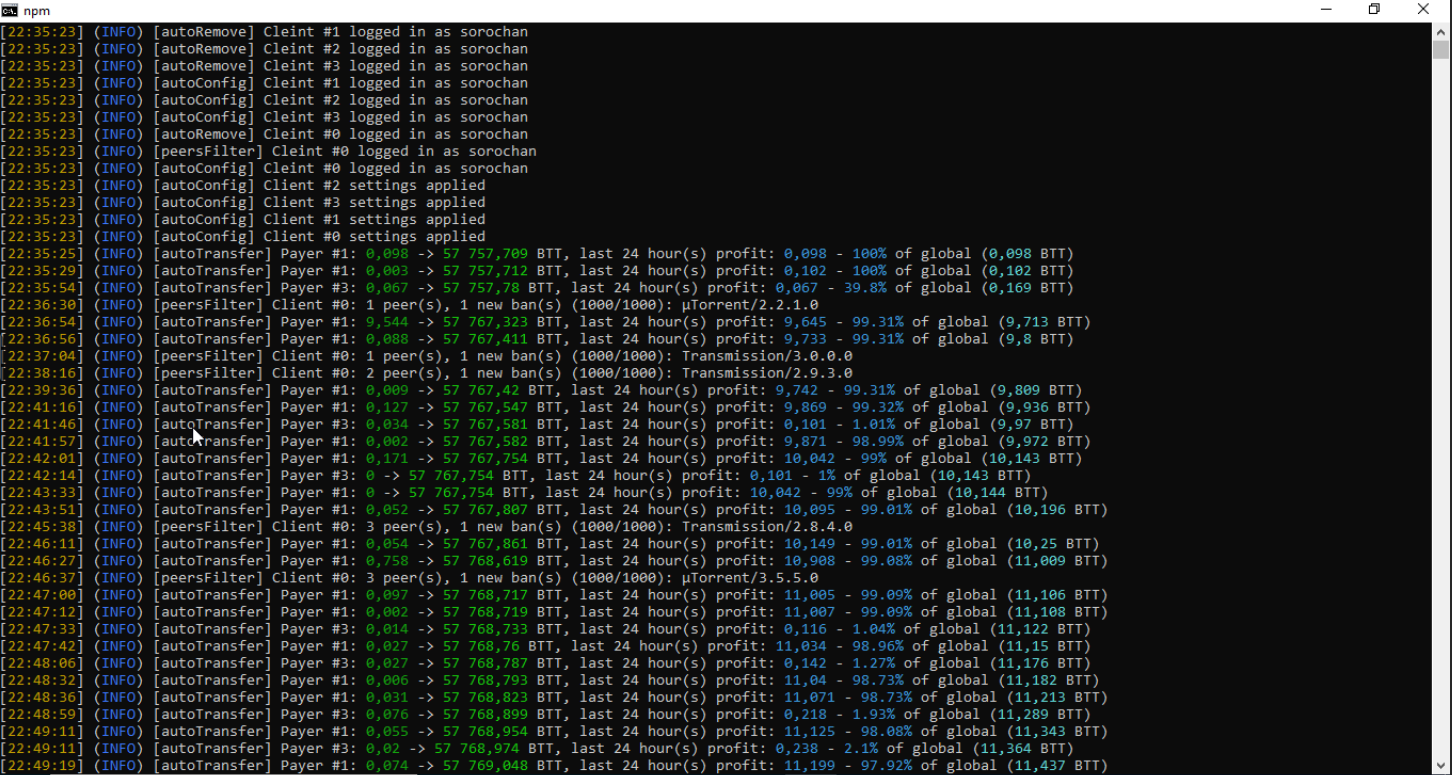 npm
[22:35:23] (INFO) [autoRemove] Cleint #1 logged in as sorochan
[22:35:23] (INFO) [autoRemove] Cleint #2 logged in as sorochan
[22:35:23] (INFO) [autoRemove] Cleint #3 logged in as sorochan
[22:35:23] (INFO) [autoConfig] Cleint #1 logged in as sorochan
[22:35:23] (INFO) [autoConfig] Cleint #2 logged in as sorochan
[22:35:23] (INFO) [autoConfig] Cleint #3 logged in as sorochan
[22:35:23] (INFO) [autoRemove] Cleint #0 logged in as sorochan
[22:35:23] (INFO) [peersFilter] Cleint #0 logged in as sorochan
[22:35:23] (INFO) [autoConfig] Cleint #0 logged in as sorochan
[22:35:23] (INFO) [autoConfig] Client #2 settings applied
[22:35:23] (INFO) [autoConfig] Client #3 settings applied
[22:35:23] (INFO) [autoConfig] Client #1 settings applied
[22:35:23] (INFO) [autoConfig] Client #0 settings applied
[22:35:25] (INFO) [autoTransfer] Payer #1: 0,098 -> 57 757,709 BTT, last 24 hour(s) profit: 0,098 - 100% of global (0,098 BTT)
[22:35:29] (INFO) [autoTransfer] Payer #1: 0,003 -> 57 757,712 BTT, last 24 hour(s) profit: 0,102 - 100% of global (0,102 BTT)
[22:35:54] (INFO) [autoTransfer] Payer #3: 0,067 -> 57 757,78 BTT, last 24 hour(s) profit: 0,067 - 39.8% of global (0,169 BTT)
[22:36:30] (INFO) [peersFilter] Client #0: 1 peer(s), 1 new ban(s) (1000/1000): µTorrent/2.2.1.0
[22:36:54] (INFO) [autoTransfer] Payer #1: 9,544 -> 57 767,323 BTT, last 24 hour(s) profit: 9,645 - 99.31% of global (9,713 BTT)
[22:36:56] (INFO) [autoTransfer] Payer #1: 0,088 -> 57 767,411 BTT, last 24 hour(s) profit: 9,733 - 99.31% of global (9,8 BTT)
[22:37:04] (INFO) [peersFilter] Client #0: 1 peer(s), 1 new ban(s) (1000/1000): Transmission/3.0.0.0
[22:38:16] (INFO) [peersFilter] Client #0: 2 peer(s), 1 new ban(s) (1000/1000): Transmission/2.9.3.0
[22:39:36] (INFO) [autoTransfer] Payer #1: 0,009 -> 57 767,42 BTT, last 24 hour(s) profit: 9,742 - 99.31% of global (9,809 BTT)
[22:41:16] (INFO) [autoTransfer] Payer #1: 0,127 -> 57 767,547 BTT, last 24 hour(s) profit: 9,869 - 99.32% of global (9,936 BTT)
[22:41:46] (INFO) [autoTransfer] Payer #3: 0,034 -> 57 767,581 BTT, last 24 hour(s) profit: 0,101 - 1.01% of global (9,97 BTT)
[22:41:57] (INFO) [autoTransfer] Payer #1: 0,002 -> 57 767,582 BTT, last 24 hour(s) profit: 9,871 - 98.99% of global (9,972 BTT)
[22:42:01] (INFO) [autoTransfer] Payer #1: 0,171 -> 57 767,754 BTT, last 24 hour(s) profit: 10,042 - 99% of global (10,143 BTT)
[22:42:14] (INFO) [autoTransfer] Payer #3: 0 -> 57 767,754 BTT, last 24 hour(s) profit: 0,101 - 1% of global (10,143 BTT)
[22:43:33] (INFO) [autoTransfer] Payer #1: 0 -> 57 767,754 BTT, last 24 hour(s) profit: 10,042 - 99% of global (10,144 BTT)
[22:43:51] (INFO) [autoTransfer] Payer #1: 0,052 -> 57 767,807 BTT, last 24 hour(s) profit: 10,095 - 99.01% of global (10,196 BTT)
[22:45:38] (INFO) [peersFilter] Client #0: 3 peer(s), 1 new ban(s) (1000/1000): Transmission/2.8.4.0
[22:46:11] (INFO) [autoTransfer] Payer #1: 0,054 -> 57 767,861 BTT, last 24 hour(s) profit: 10,149 - 99.01% of global (10,25 BTT)
[22:46:27] (INFO) [autoTransfer] Payer #1: 0,758 -> 57 768,619 BTT, last 24 hour(s) profit: 10,908 - 99.08% of global (11,009 BTT)
[22:46:37] (INFO) [peersFilter] Client #0: 3 peer(s), 1 new ban(s) (1000/1000): µTorrent/3.5.5.0
[22:47:00] (INFO) [autoTransfer] Payer #1: 0,097 -> 57 768,717 BTT, last 24 hour(s) profit: 11,005 - 99.09% of global (11,106 BTT)
[22:47:12] (INFO) [autoTransfer] Payer #1: 0,002 -> 57 768,719 BTT, last 24 hour(s) profit: 11,007 - 99.09% of global (11,108 BTT)
[22:47:33] (INFO) [autoTransfer] Payer #3: 0,014 -> 57 768,733 BTT, last 24 hour(s) profit: 0,116 - 1.04% of global (11,122 BTT)
[22:47:42] (INFO) [autoTransfer] Payer #1: 0,027 -> 57 768,76 BTT, last 24 hour(s) profit: 11,034 - 98.96% of global (11,15 BTT)
[22:48:06] (INFO) [autoTransfer] Payer #3: 0,027 -> 57 768,787 BTT, last 24 hour(s) profit: 0,142 - 1.27% of global (11,176 BTT)
[22:48:32] (INFO) [autoTransfer] Payer #1: 0,006 -> 57 768,793 BTT, last 24 hour(s) profit: 11,04 - 98.73% of global (11,182 BTT)
[22:48:36] (INFO) [autoTransfer] Payer #1: 0,031 -> 57 768,823 BTT, last 24 hour(s) profit: 11,071 - 98.73% of global (11,213 BTT)
[22:48:59] (INFO) [autoTransfer] Payer #3: 0,076 -> 57 768,899 BTT, last 24 hour(s) profit: 0,218 - 1.93% of global (11,289 BTT)
[22:49:11] (INFO) [autoTransfer] Payer #1: 0,055 -> 57 768,954 BTT, last 24 hour(s) profit: 11,125 - 98.08% of global (11,343 BTT)
[22:49:11] (INFO) [autoTransfer] Payer #3: 0,02 -> 57 768,974 BTT, last 24 hour(s) profit: 0,238 - 2.1% of global (11,364 BTT)
[22:49:19] (INFO) [autoTransfer] Payer #1: 0,074 -> 57 769,048 BTT, last 24 hour(s) profit: 11,199 - 97.92% of global (11,437 BTT)